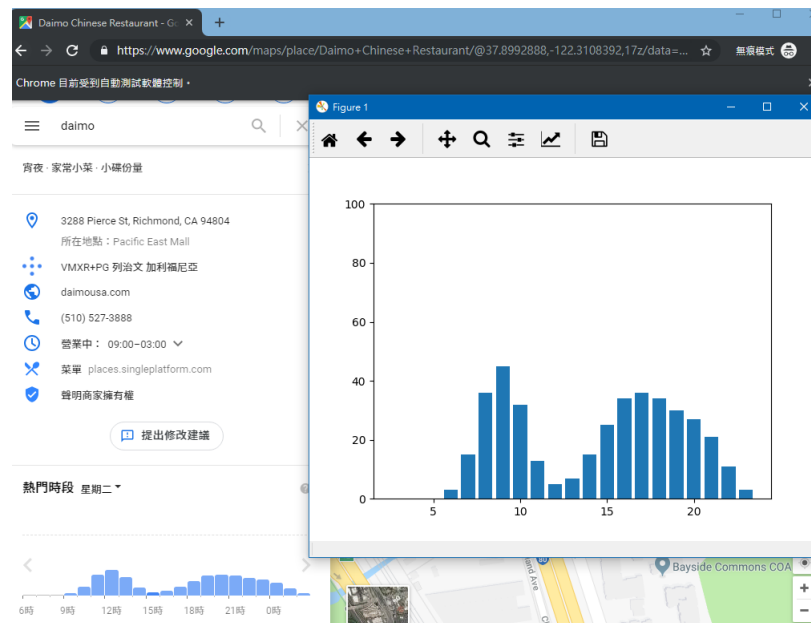 Daimo Chinese Restaurant - Go
https://www.google.com/maps/place/Daimo+Chinese+Restaurant/@37.8992888,-122.3108392,17z/data=...
無痕模式
Chrome 目前受到自動測試軟體控制。
daimo
宵夜 · 家常小菜 · 小碟份量
3288 Pierce St, Richmond, CA 94804
所在地點：Pacific East Mall
VMXR+PG 列治文 加利福尼亞
daimousa.com
(510) 527-3888
營業中： 09:00–03:00
菜單 places.singleplatform.com
聲明商家擁有權
提出修改建議
熱門時段 星期二
6時 9時 12時 15時 18時 21時 0時
Figure 1
100
80
60
40
20
0
5 10 15 20
80
Bayside Commons COA